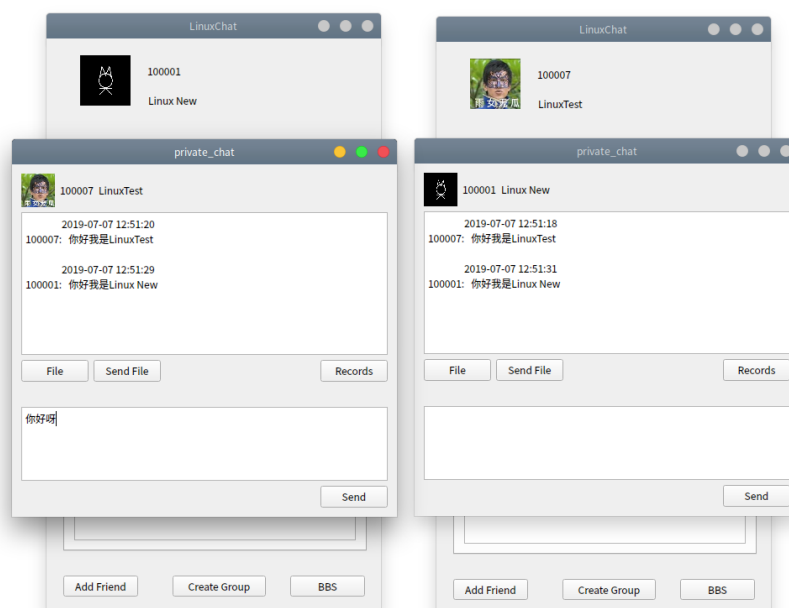 LinuxChat
100001
Linux New
private_chat
100007 LinuxTest
2019-07-07 12:51:20
100007: 你好我是LinuxTest
2019-07-07 12:51:29
100001: 你好我是Linux New
File
Send File
Records
你好呀
Send
Add Friend
Create Group
BBS
LinuxChat
100007
LinuxTest
雨女无瓜
private_chat
100001 Linux New
2019-07-07 12:51:18
100007: 你好我是LinuxTest
2019-07-07 12:51:31
100001: 你好我是Linux New
File
Send File
Records
Send
Add Friend
Create Group
BBS